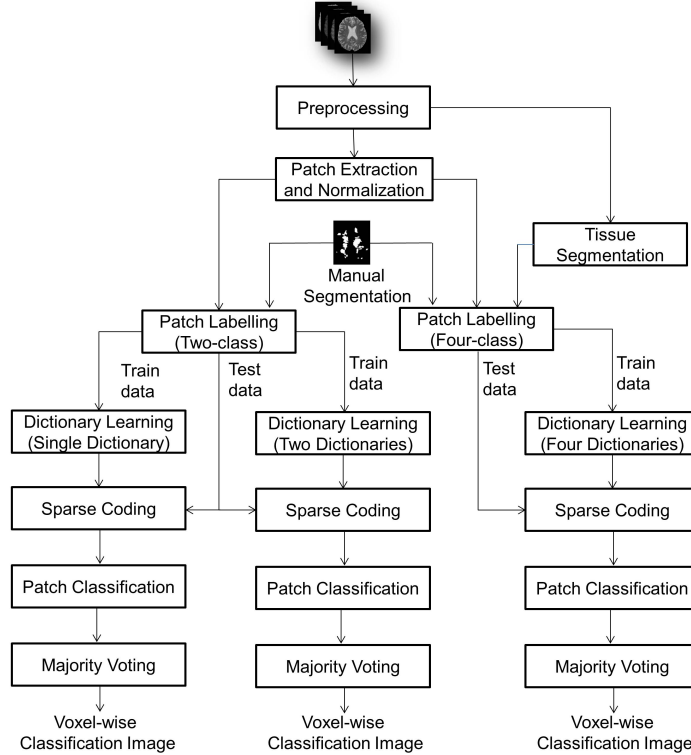 Preprocessing
Patch Extraction
and Normalization
Tissue
Segmentation
Manual
Segmentation
Patch Labelling
(Two-class)
Patch Labelling
(Four-class)
Train
data
Test
data
Train
data
Test
data
Train
data
Dictionary Learning
(Single Dictionary)
Dictionary Learning
(Two Dictionaries)
Dictionary Learning
(Four Dictionaries)
Sparse Coding
Sparse Coding
Sparse Coding
Patch Classification
Patch Classification
Patch Classification
Majority Voting
Majority Voting
Majority Voting
Voxel-wise
Classification Image
Voxel-wise
Classification Image
Voxel-wise
Classification Image